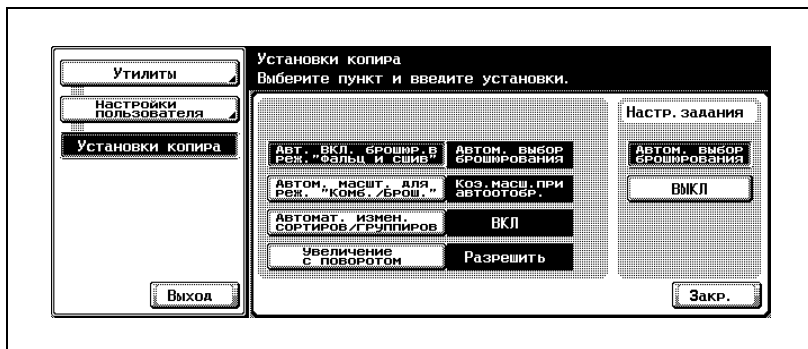 Утилиты
Настройки
пользователя
Установки копира
Выход
Установки копира
Выберите пункт и введите установки.
Авт. ВКЛ. брошюр.в
реж."Фальц и сшив"
Автом. выбор
брошюрования
Автом. масшт. для
реж. "Комб./Брош."
Коэ.масш.при
автоотобр.
Автомат. измен.
сортиров/группиров
ВКЛ
Увеличение
с поворотом
Разрешить
Настр.задания
Автом. выбор
брошюрования
ВЫКЛ
Закр.